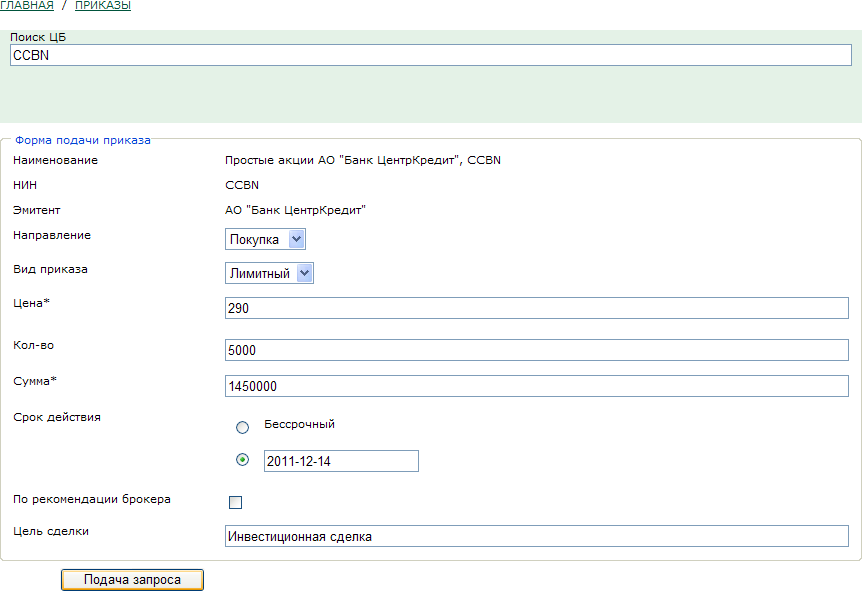 ГЛАВНАЯ / ПРИКАЗЫ
Поиск ЦБ
CCBN
Форма подачи приказа
Наименование Простые акции АО "Банк ЦентрКредит", CCBN
НИН CCBN
Эмитент АО "Банк ЦентрКредит"
Направление Покупка
Вид приказа Лимитный
Цена* 290
Кол-во 5000
Сумма* 1450000
Срок действия Бессрочный
2011-12-14
По рекомендации брокера
Цель сделки Инвестиционная сделка
Подача запроса